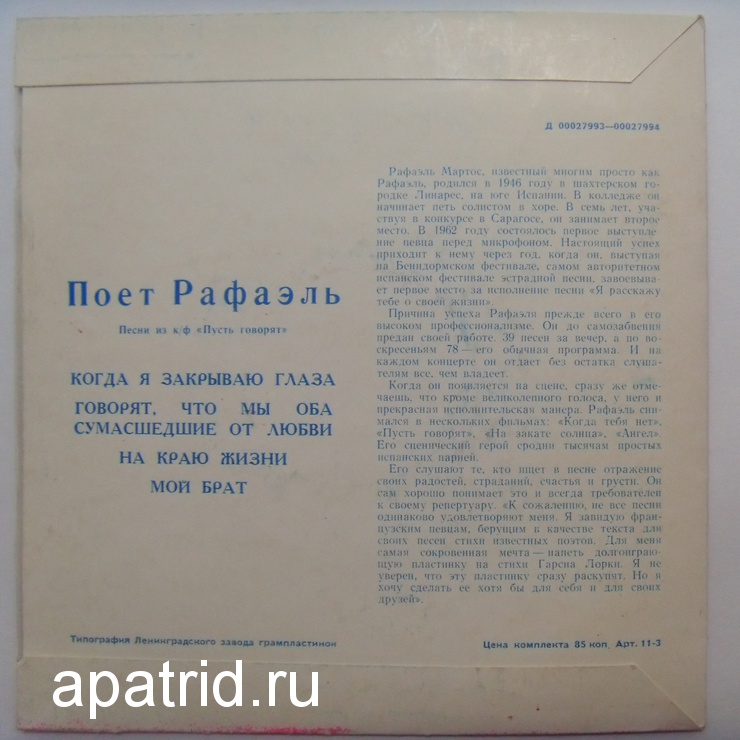 Д 00027993—00027994
Поет Рафаэль
Песни из к/ф «Пусть говорят»
КОГДА Я ЗАКРЫВАЮ ГЛАЗА
ГОВОРЯТ, ЧТО МЫ ОБА
СУМАСШЕДШИЕ ОТ ЛЮБВИ
НА КРАЮ ЖИЗНИ
МОЙ БРАТ
Рафаэль Мартос, известный многим просто как
Рафаэль, родился в 1946 году в шахтерском го-
родке Линарес, на юге Испании. В колледже он
начинает петь солистом в хоре. В семь лет, уча-
ствуя в конкурсе в Сарагосе, он занимает второе
место. В 1962 году состоялось первое выступле-
ние певца перед микрофоном. Настоящий успех
приходит к нему через год, когда он, выступая
на Бенидормском фестивале, самом авторитетном
испанском фестивале эстрадной песни, завоевы-
вает первое место за исполнение песни «Я расскажу
тебе о своей жизни».
Причина успеха Рафаэля прежде всего в его
высоком профессионализме. Он до самозабвения
предан своей работе. 39 песен за вечер, а по во-
скресеньям 78 — его обычная программа. И на
каждом концерте он отдает без остатка слуша-
телям все, чем владеет.
Когда он появляется на сцене, сразу же отме-
чаешь, что кроме великолепного голоса, у него и
прекрасная исполнительская манера. Рафаэль сни-
мался в нескольких фильмах: «Когда тебя нет»,
«Пусть говорят», «На закате солнца», «Ангел».
Его сценический герой сродни тысячам простых
испанских парней.
Его слушают те, кто ищет в песне отражение
своих радостей, страданий, счастья и грусти. Он
сам хорошо понимает это и всегда требователен
к своему репертуару. «К сожалению, не все песни
одинаково удовлетворяют меня. Я завидую фран-
цузским певцам, берущим в качестве текста для
своих песен стихи известных поэтов. Для меня
самая сокровенная мечта — напеть долгоиграю-
щую пластинку на стихи Гарсиа Лорки. Я не
уверен, что эту пластинку сразу раскупят. Но я
хочу сделать ее хотя бы для себя и для своих
друзей».
Типография Ленинградского завода грампластинок
Цена комплекта 85 коп. Арт. 11-3
apatrid.ru